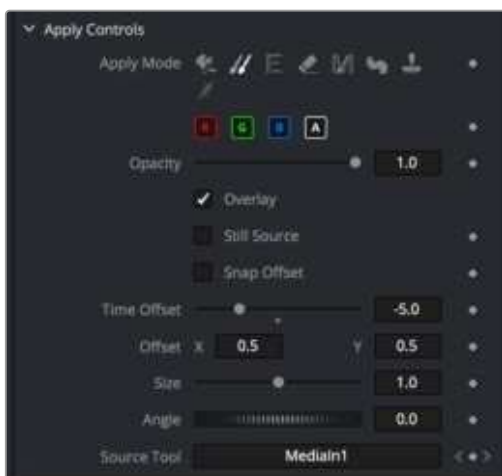 Apply Controls
Apply Mode
R G B A
Opacity 1.0
Overlay
Still Source
Snap Offset
Time Offset -5.0
Offset X 0.5 Y 0.5
Size 1.0
Angle 0.0
Source Tool MediaIn1